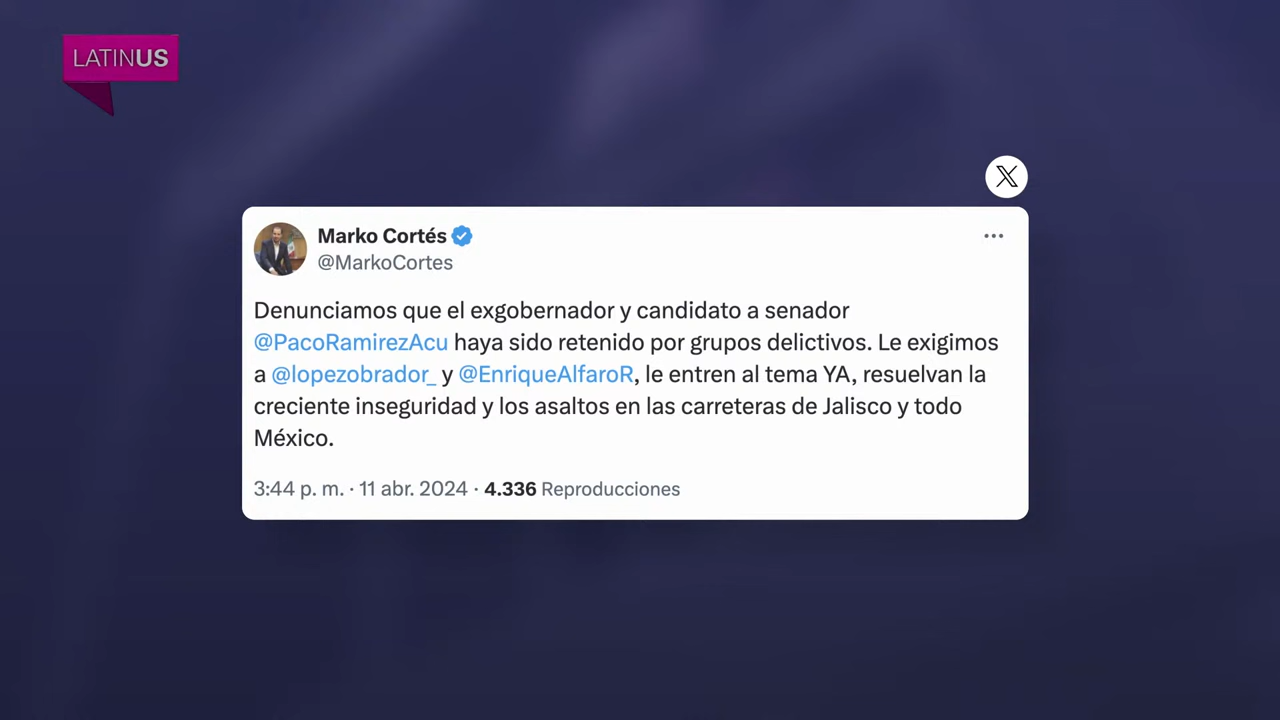 LATINUS
Marko Cortés
@MarkoCortes
Denunciamos que el exgobernador y candidato a senador
@PacoRamirezAcu haya sido retenido por grupos delictivos. Le exigimos
a @lopezobrador_ y @EnriqueAlfaroR, le entren al tema YA, resuelvan la
creciente inseguridad y los asaltos en las carreteras de Jalisco y todo
México.
3:44 p. m. · 11 abr. 2024 · 4.336 Reproducciones